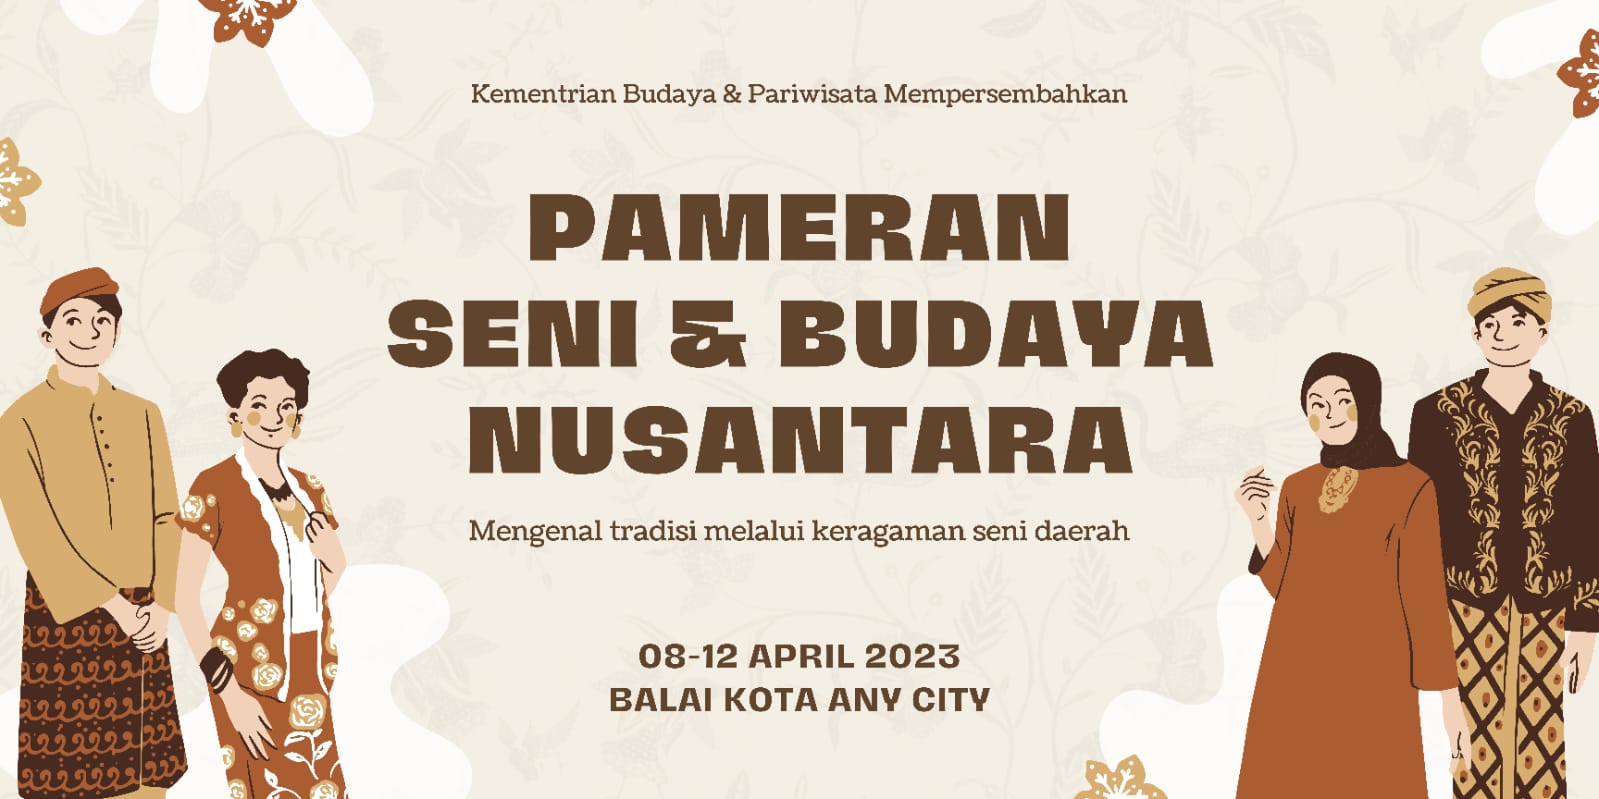 Kementrian Budaya & Pariwisata Mempersembahkan
PAMERAN
SENI & BUDAYA
NUSANTARA
Mengenal tradisi melalui keragaman seni daerah
08-12 APRIL 2023
BALAI KOTA ANY CITY